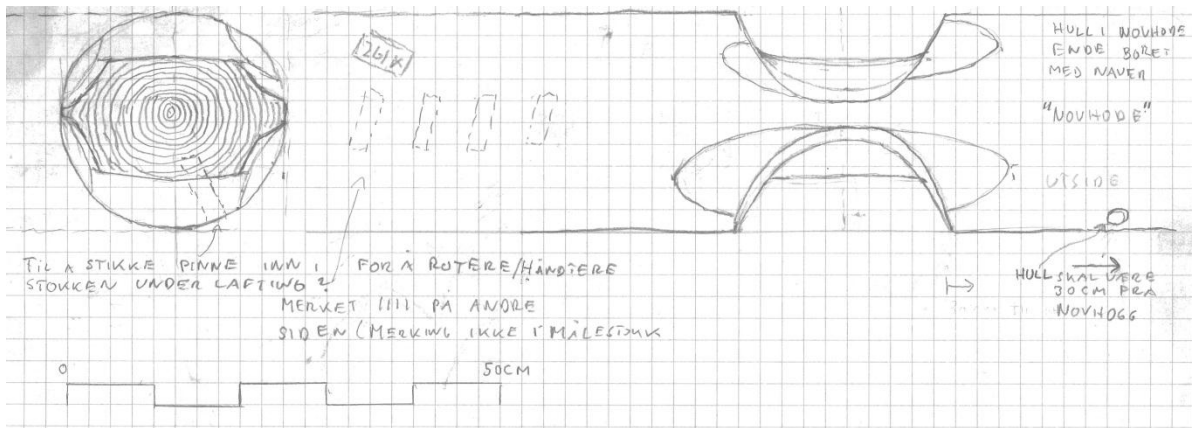 261K
HULL I NOVHODE
ENDE BORET
MED NAVER
"NOVHODE"
UTSIDE
TIL A STIKKE PINNE INN I FOR Å ROTERE/HÅNDTERE
STOKKEN UNDER LAFTING?
MERKET IIII PÅ ANDRE
SIDEN (MERKING IKKE I MÅLESTOKK
HULL SKAL VÆRE
30 CM FRA
NOVHOGG
0 50CM